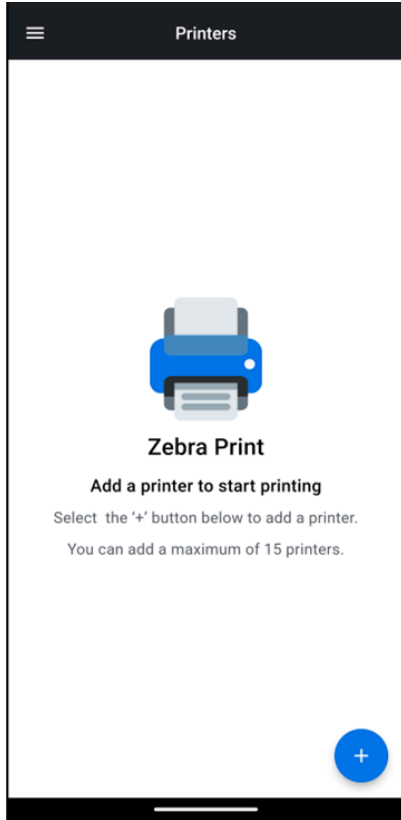 Printers
Zebra Print
Add a printer to start printing
Select the ‘+’ button below to add a printer.
You can add a maximum of 15 printers.
+